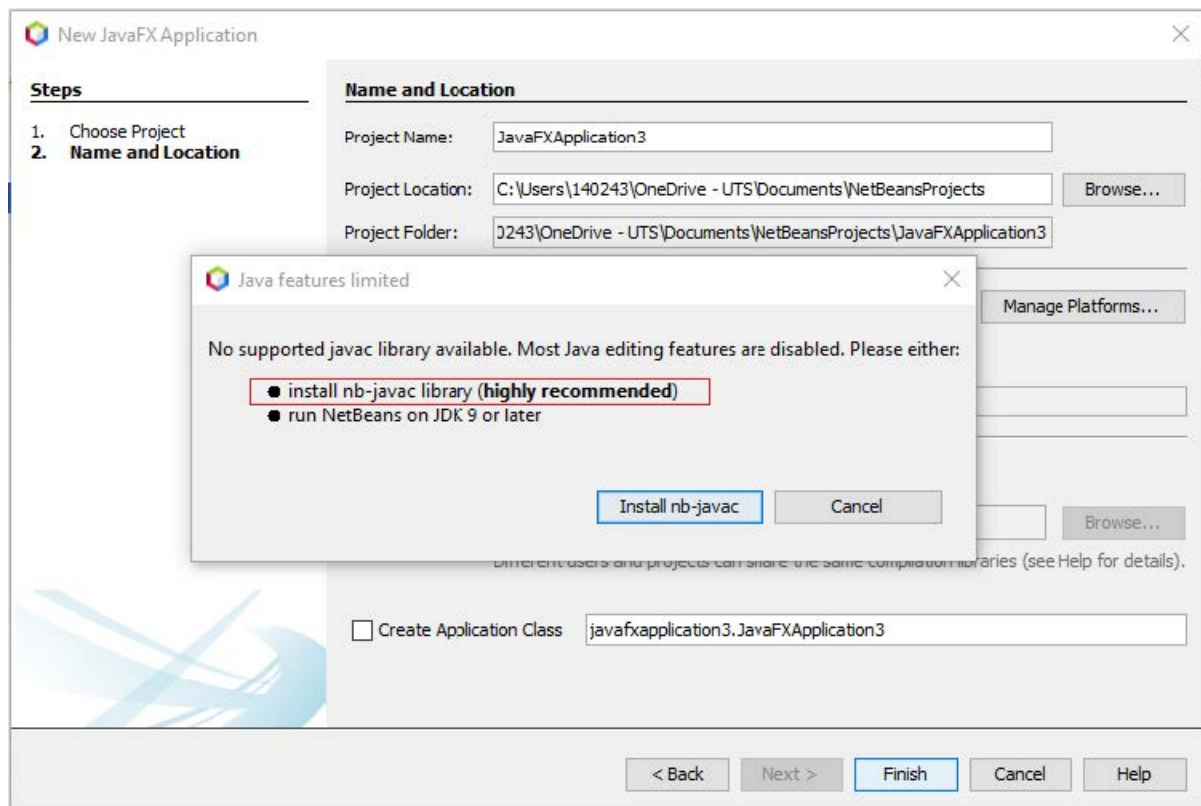 New JavaFX Application
Steps
1. Choose Project
2. Name and Location
Name and Location
Project Name: JavaFXApplication3
Project Location: C:\Users\140243\OneDrive - UTS\Documents\NetBeansProjects Browse...
Project Folder: 0243\OneDrive - UTS\Documents\NetBeansProjects\JavaFXApplication3
Manage Platforms...
Java features limited
No supported javac library available. Most Java editing features are disabled. Please either:
● install nb-javac library (highly recommended)
● run NetBeans on JDK 9 or later
Install nb-javac Cancel
Browse...
Different users and projects can share the same compilation libraries (see Help for details).
Create Application Class javafxapplication3.JavaFXApplication3
< Back Next > Finish Cancel Help